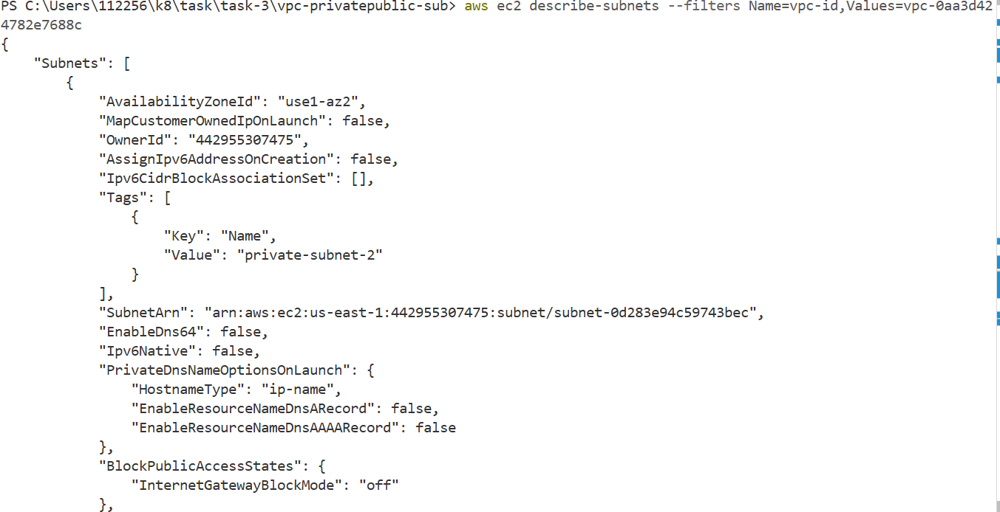 PS C:\Users\112256\k8\task\task-3\vpc-privatepublic-sub> aws ec2 describe-subnets --filters Name=vpc-id,Values=vpc-0aa3d42
4782e7688c
{
    "Subnets": [
        {
            "AvailabilityZoneId": "use1-az2",
            "MapCustomerOwnedIpOnLaunch": false,
            "OwnerId": "442955307475",
            "AssignIpv6AddressOnCreation": false,
            "Ipv6CidrBlockAssociationSet": [],
            "Tags": [
                {
                    "Key": "Name",
                    "Value": "private-subnet-2"
                }
            ],
            "SubnetArn": "arn:aws:ec2:us-east-1:442955307475:subnet/subnet-0d283e94c59743bec",
            "EnableDns64": false,
            "Ipv6Native": false,
            "PrivateDnsNameOptionsOnLaunch": {
                "HostnameType": "ip-name",
                "EnableResourceNameDnsARecord": false,
                "EnableResourceNameDnsAAAARecord": false
            },
            "BlockPublicAccessStates": {
                "InternetGatewayBlockMode": "off"
            },